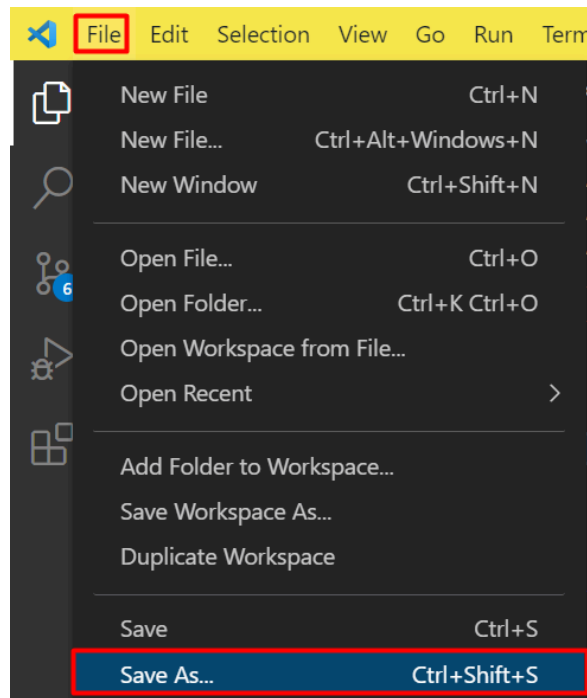 File Edit Selection View Go Run Term
New File Ctrl+N
New File... Ctrl+Alt+Windows+N
New Window Ctrl+Shift+N
Open File... Ctrl+O
Open Folder... Ctrl+K Ctrl+O
Open Workspace from File...
Open Recent
6
Add Folder to Workspace...
Save Workspace As...
Duplicate Workspace
Save Ctrl+S
Save As... Ctrl+Shift+S